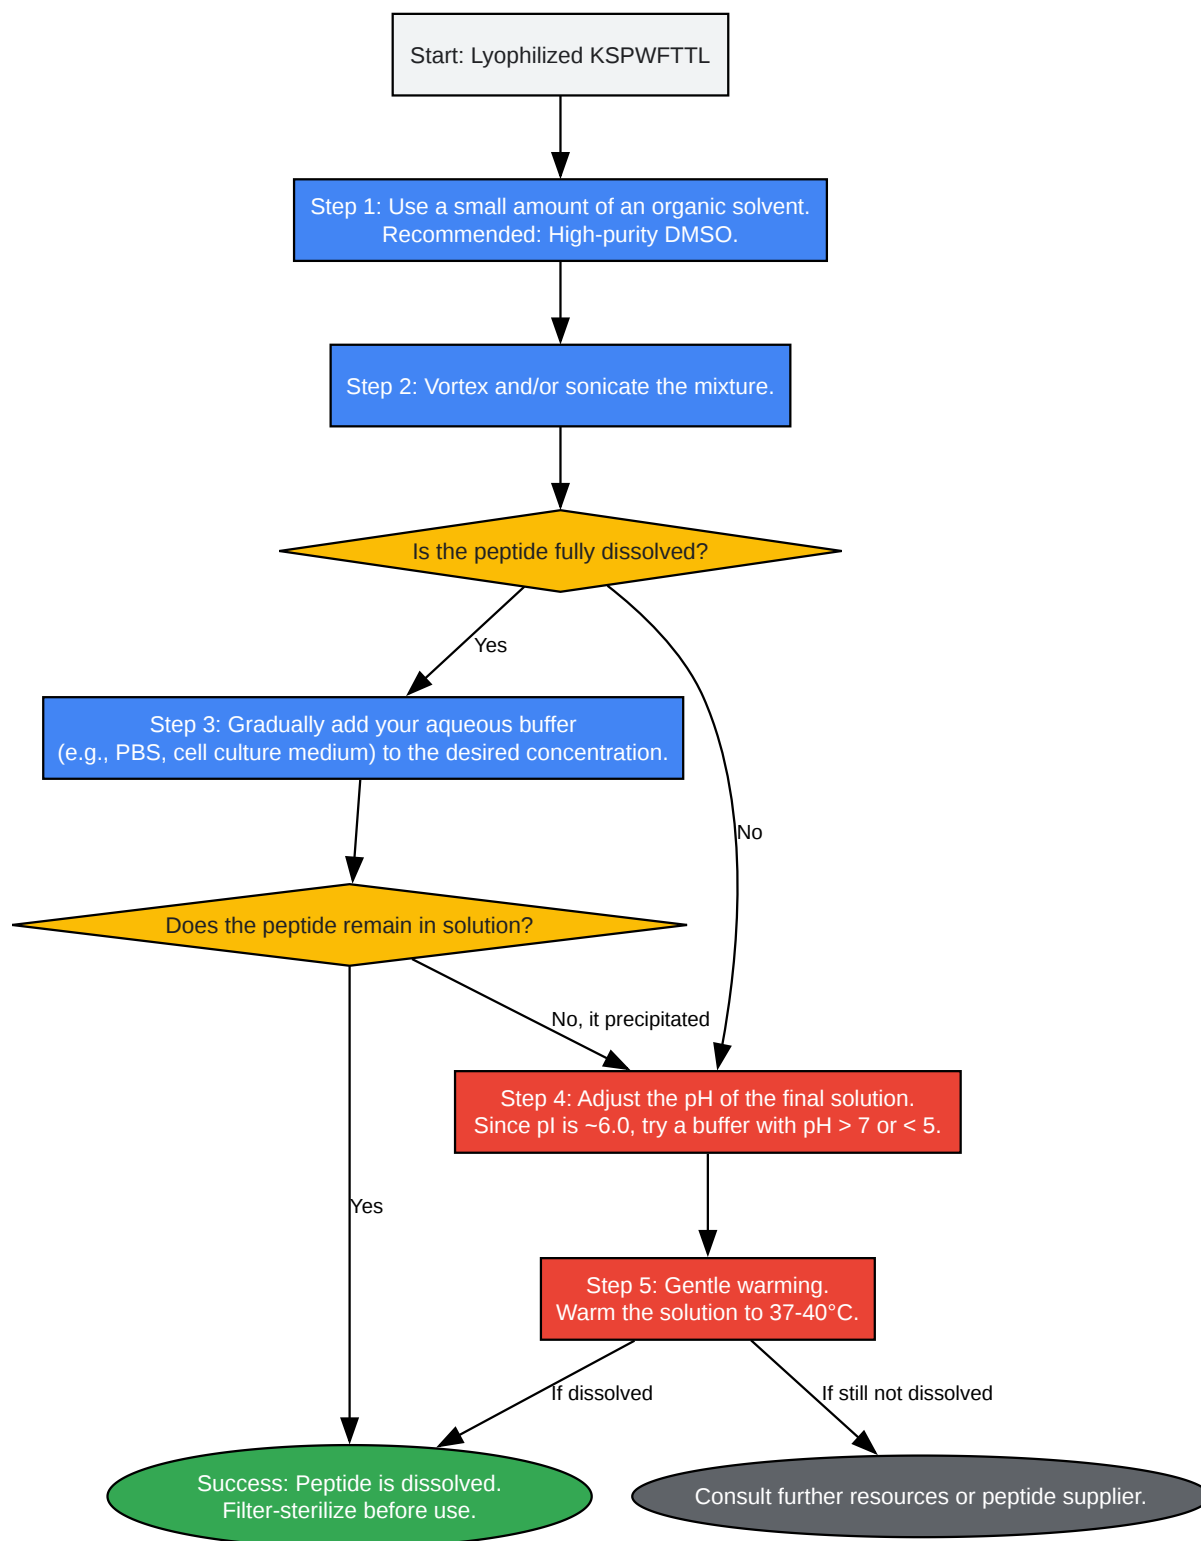 Start: Lyophilized KSPWFTTL
Step 1: Use a small amount of an organic solvent.
Recommended: High-purity DMSO.
Step 2: Vortex and/or sonicate the mixture.
Is the peptide fully dissolved?
Yes
Step 3: Gradually add your aqueous buffer
(e.g., PBS, cell culture medium) to the desired concentration.
No
Does the peptide remain in solution?
No, it precipitated
Step 4: Adjust the pH of the final solution.
Since pI is ~6.0, try a buffer with pH > 7 or < 5.
Yes
Step 5: Gentle warming.
Warm the solution to 37-40°C.
If dissolved
If still not dissolved
Success: Peptide is dissolved.
Filter-sterilize before use.
Consult further resources or peptide supplier.